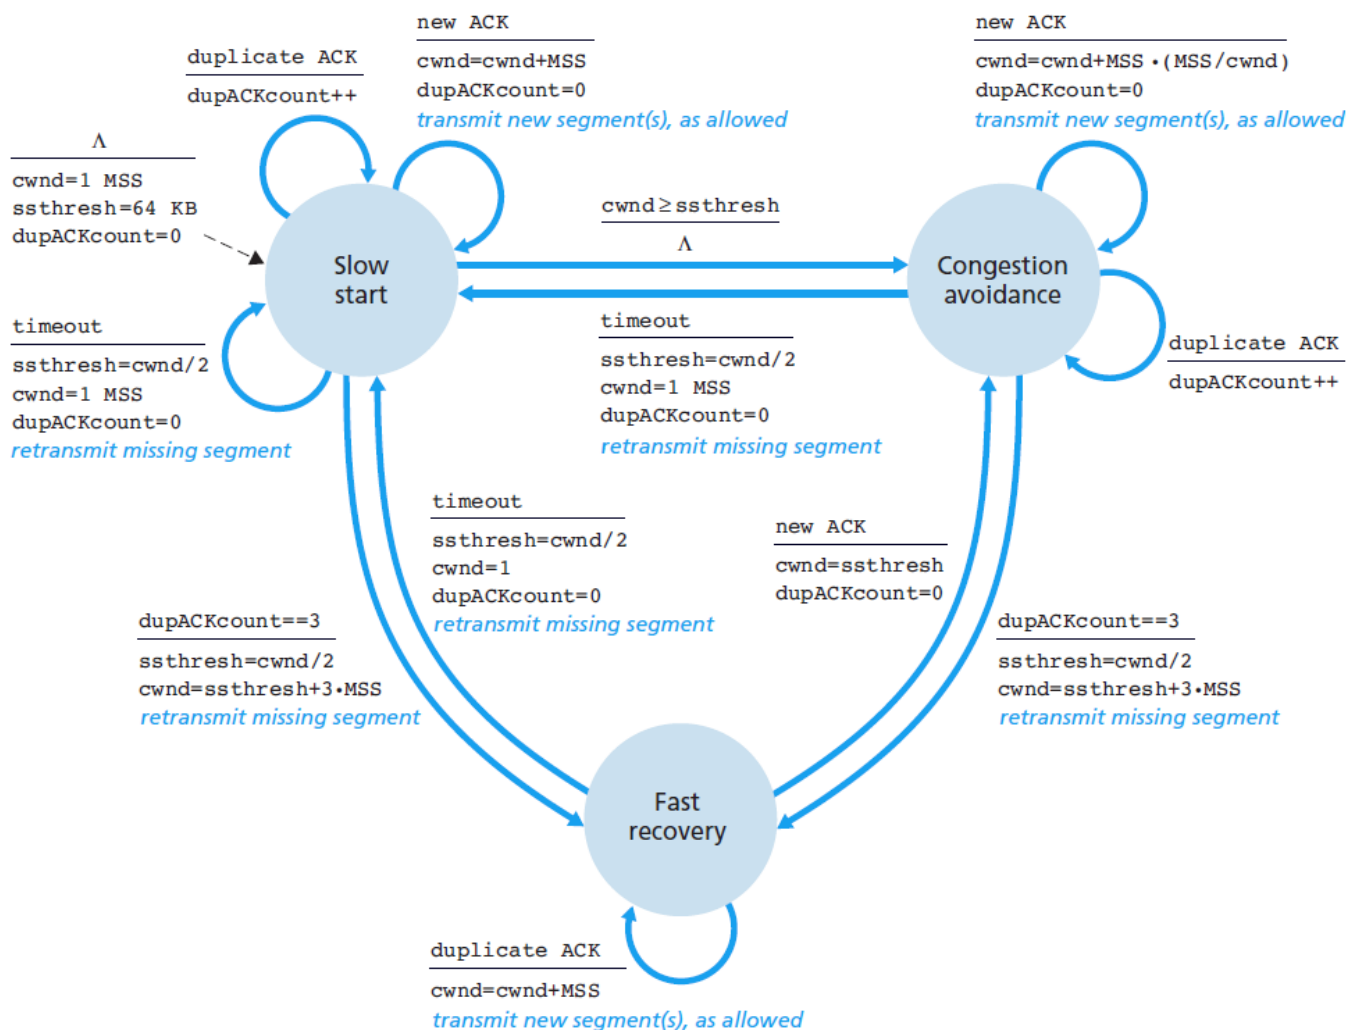 new ACK
cwnd=cwnd+MSS
dupACKcount=0
transmit new segment(s), as allowed
new ACK
cwnd=cwnd+MSS·(MSS/cwnd)
dupACKcount=0
transmit new segment(s), as allowed
duplicate ACK
dupACKcount++
Λ
cwnd=1 MSS
ssthresh=64 KB
dupACKcount=0
Slow
start
cwnd≥ssthresh
Λ
Congestion
avoidance
timeout
ssthresh=cwnd/2
cwnd=1 MSS
dupACKcount=0
retransmit missing segment
timeout
ssthresh=cwnd/2
cwnd=1 MSS
dupACKcount=0
retransmit missing segment
duplicate ACK
dupACKcount++
timeout
ssthresh=cwnd/2
cwnd=1
dupACKcount=0
retransmit missing segment
new ACK
cwnd=ssthresh
dupACKcount=0
dupACKcount==3
ssthresh=cwnd/2
cwnd=ssthresh+3·MSS
retransmit missing segment
dupACKcount==3
ssthresh=cwnd/2
cwnd=ssthresh+3·MSS
retransmit missing segment
Fast
recovery
duplicate ACK
cwnd=cwnd+MSS
transmit new segment(s), as allowed